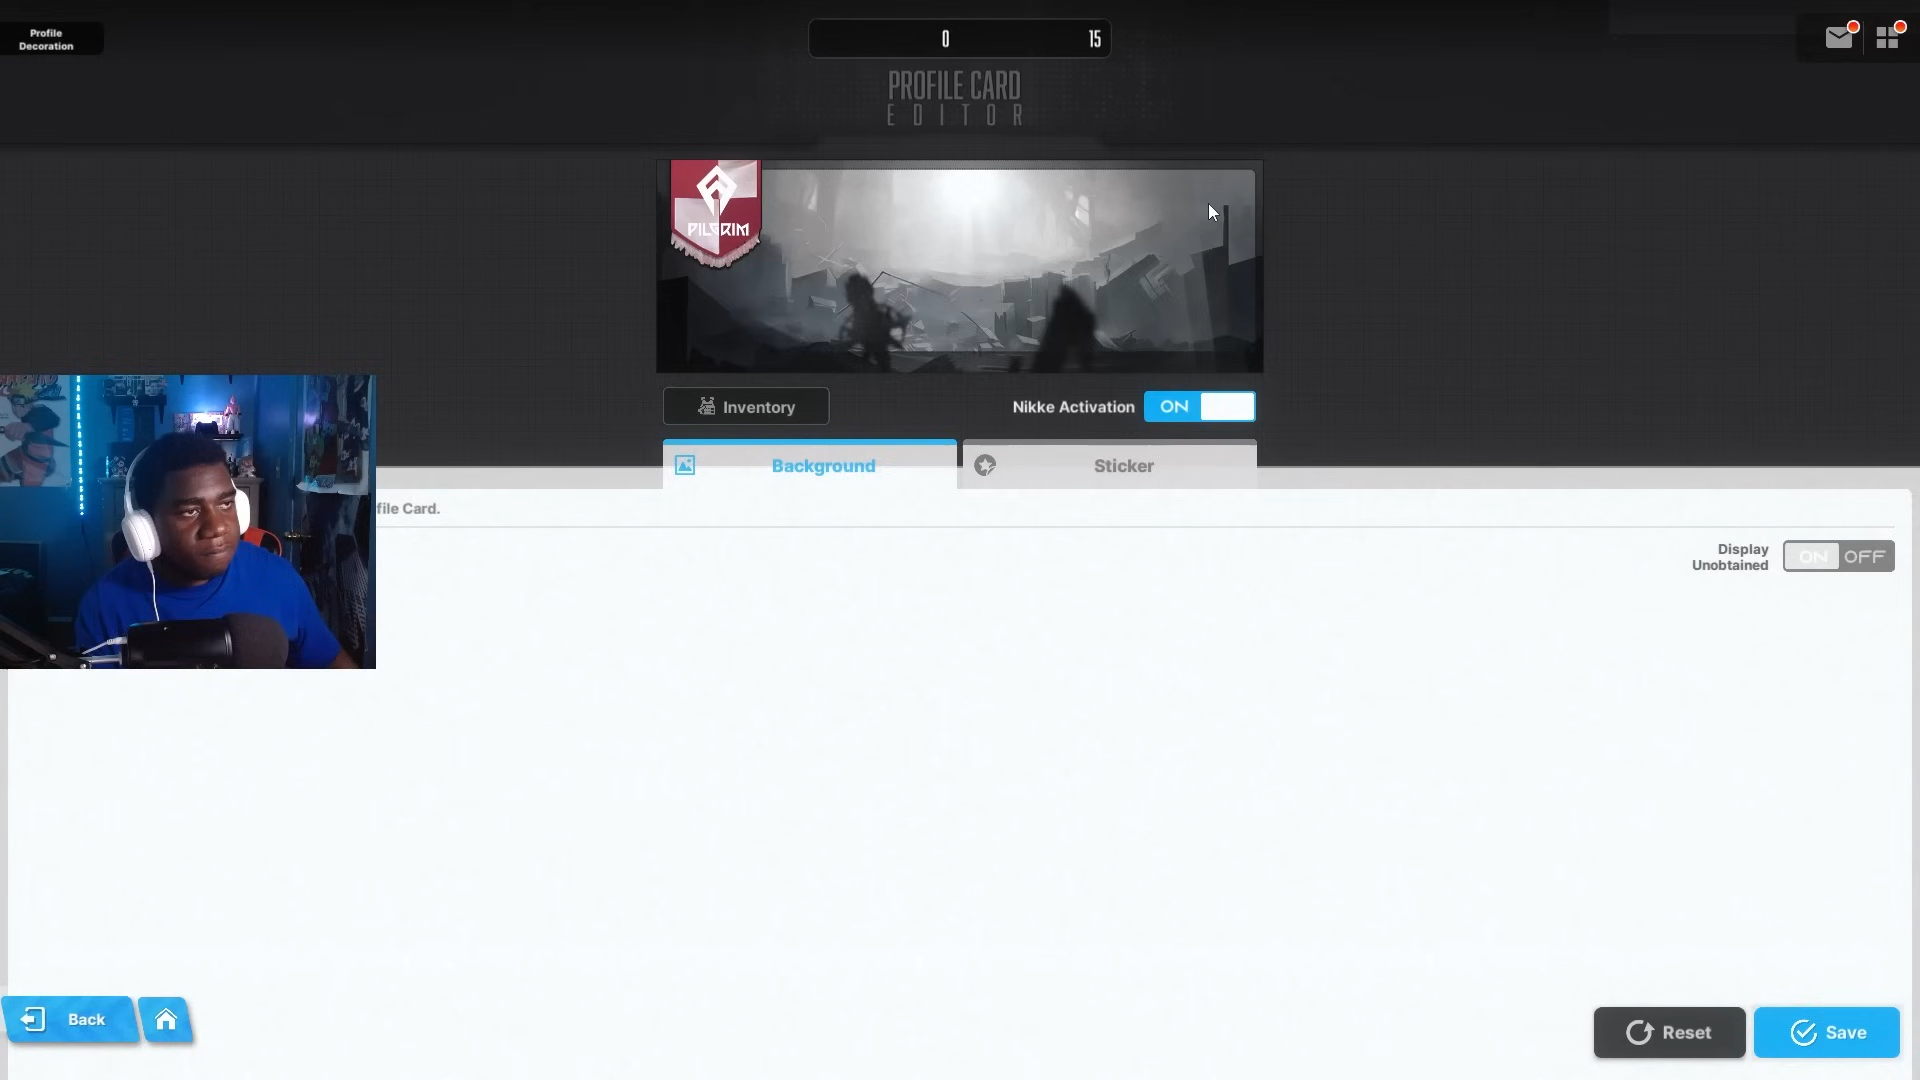 Profile
Decoration
0 15
PROFILE CARD
EDITOR
PILGRIM
Inventory
Nikke Activation
ON
Background
Sticker
file Card.
Display
Unobtained
ON OFF
Back
Reset
Save